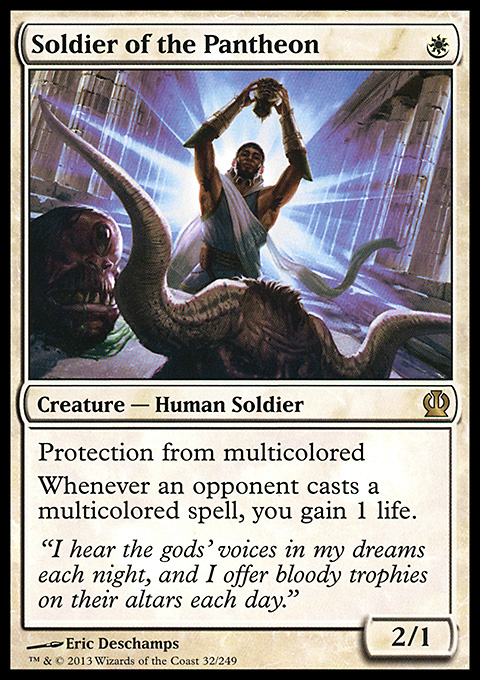 Soldier of the Pantheon
Creature — Human Soldier
Protection from multicolored
Whenever an opponent casts a
multicolored spell, you gain 1 life.
“I hear the gods’ voices in my dreams
each night, and I offer bloody trophies
on their altars each day.”
Eric Deschamps
2/1
™ & © 2013 Wizards of the Coast 32/249